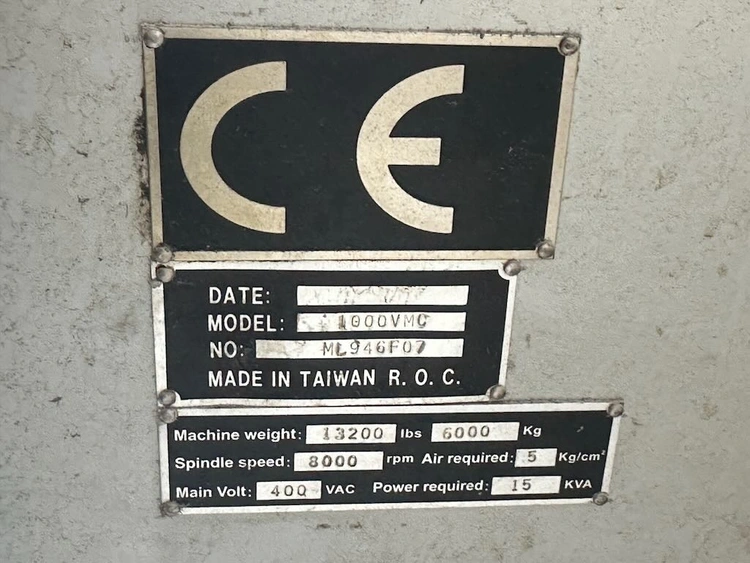 CE
DATE:
MODEL: 1000VMC
NO: ML946F07
MADE IN TAIWAN R. O. C.
Machine weight: 13200 lbs 6000 Kg
Spindle speed: 8000 rpm Air required: 5 Kg/cm²
Main Volt: 400 VAC Power required: 15 KVA